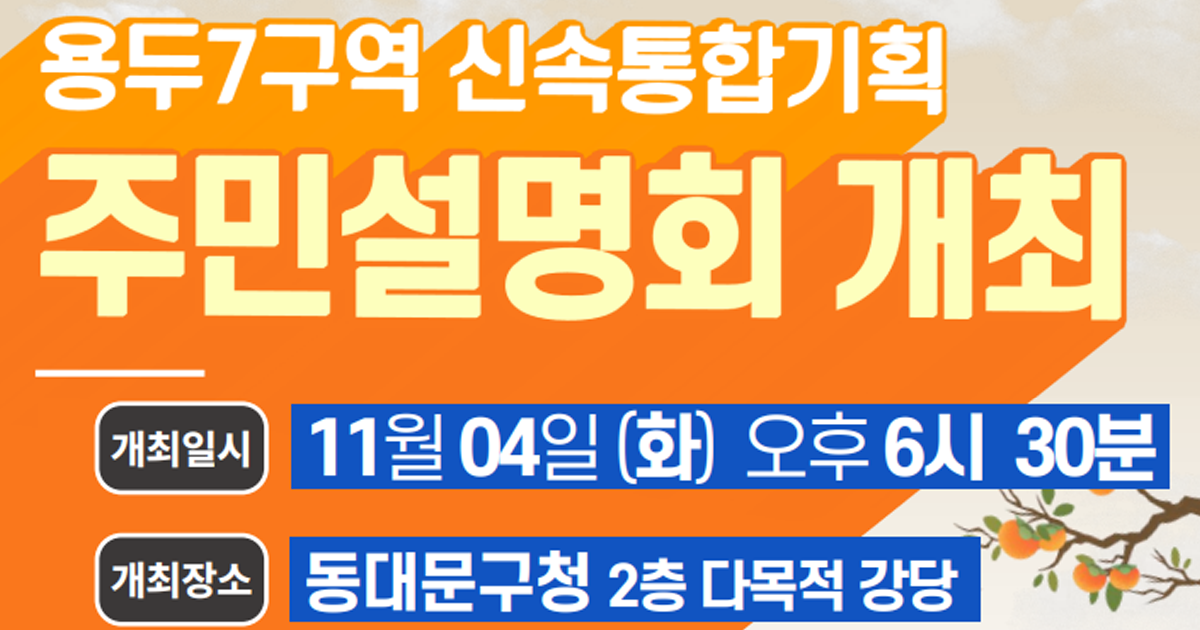 용두7구역 신속통합기획
주민설명회 개최
개최일시 11월 04일 (화) 오후 6시 30분
개최장소 동대문구청 2층 다목적 강당